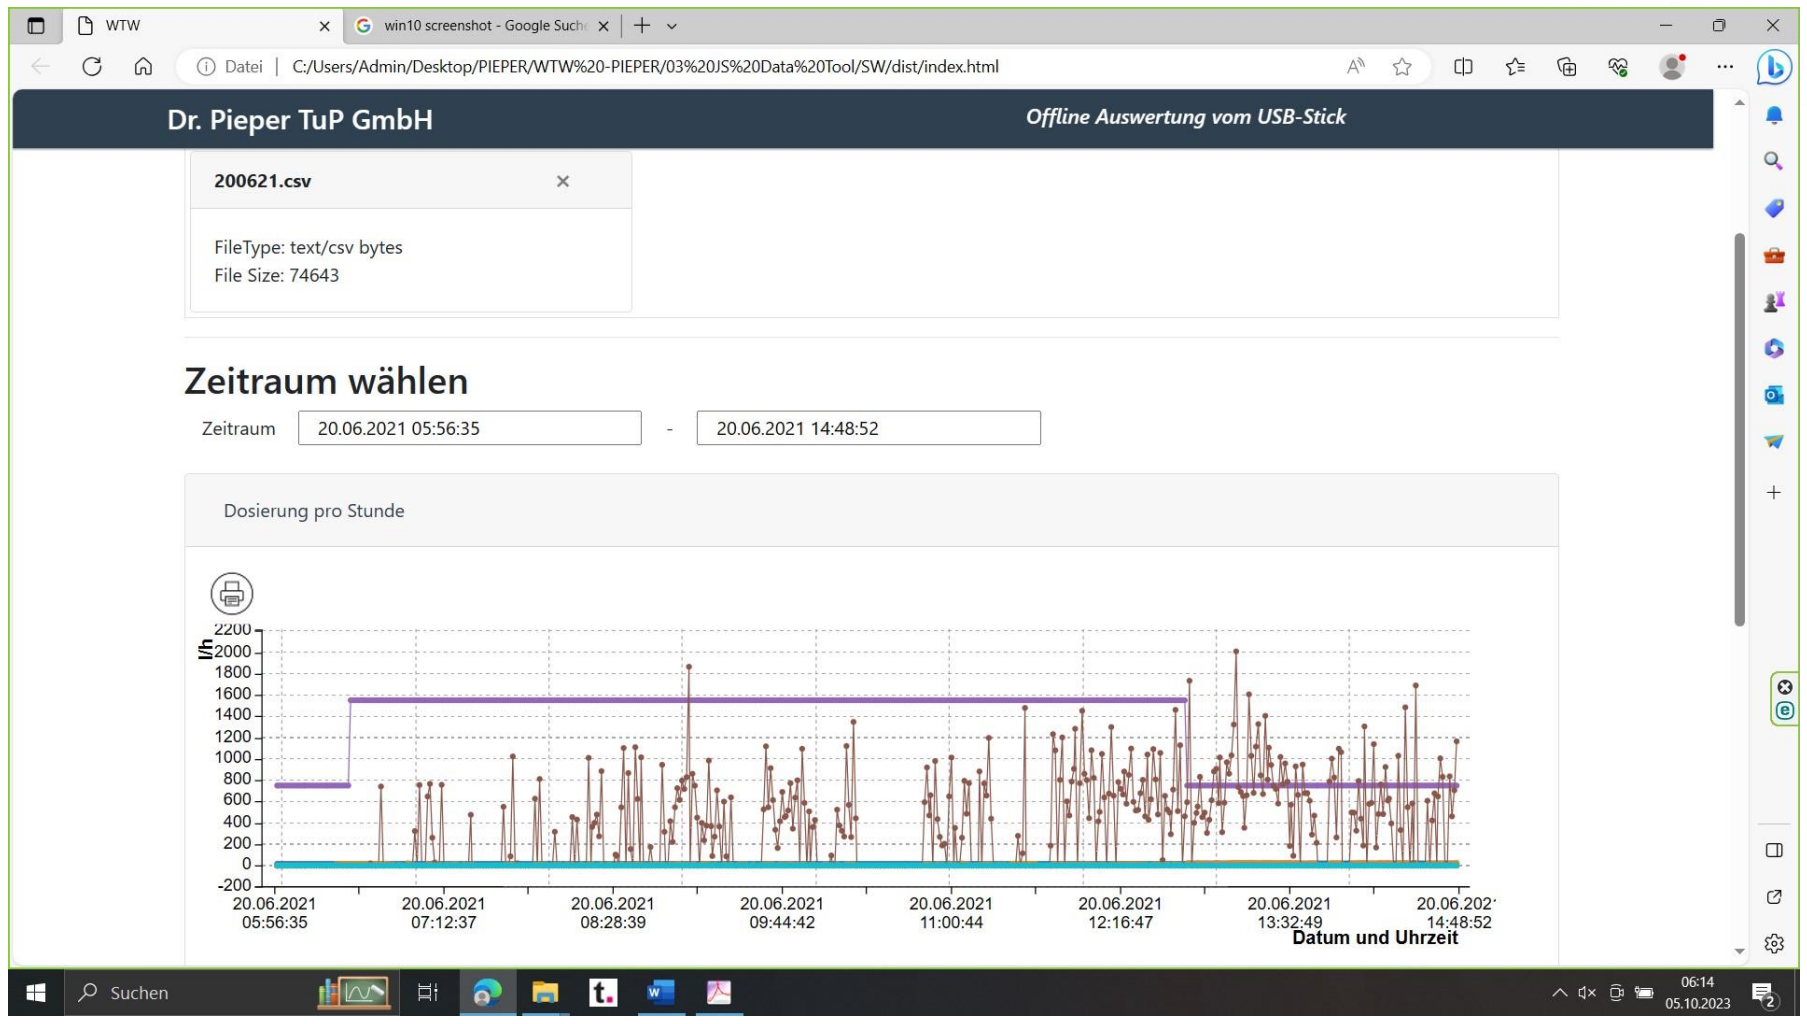 WTW
win10 screenshot - Google Suche
Datei | C:/Users/Admin/Desktop/PIEPER/WTW%20-PIEPER/03%20JS%20Data%20Tool/SW/dist/index.html
Dr. Pieper TuP GmbH
Offline Auswertung vom USB-Stick
200621.csv
FileType: text/csv bytes
File Size: 74643
Zeitraum wählen
Zeitraum 20.06.2021 05:56:35 - 20.06.2021 14:48:52
Dosierung pro Stunde
l/h
2200
2000
1800
1600
1400
1200
1000
800
600
400
200
0
-200
20.06.2021 20.06.2021 20.06.2021 20.06.2021 20.06.2021 20.06.2021 20.06.2021 20.06.202
05:56:35 07:12:37 08:28:39 09:44:42 11:00:44 12:16:47 13:32:49 14:48:52
Datum und Uhrzeit
Suchen
06:14
05.10.2023
2